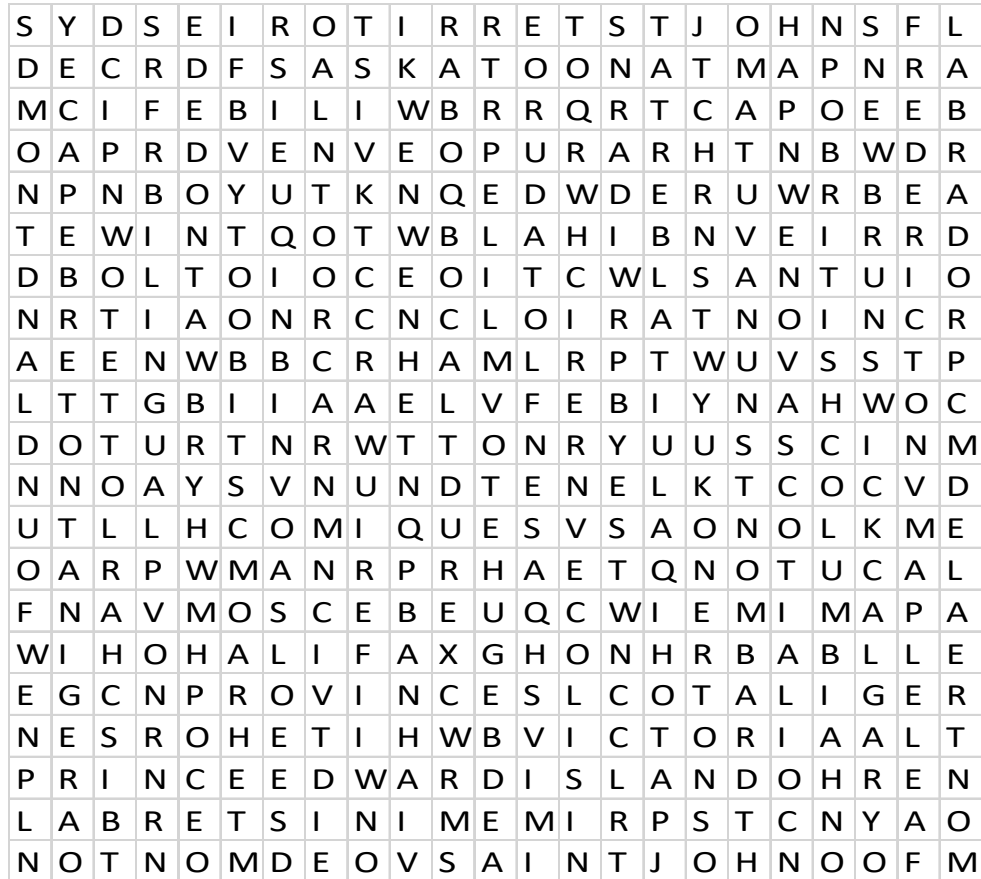 S Y D S E I R O T I R R E T S T J O H N S F L
D E C R D F S A S K A T O O N A T M A P N R A
M C I F E B I L I W B R R Q R T C A P O E E B
O A P R D V E N V E O P U R A R H T N B W D R
N P N B O Y U T K N Q E D W D E R U W R B E A
T E W I N T Q O T W B L A H I B N V E I R R D
D B O L T O I O C E O I T C W L S A N T U I O
N R T I A O N R C N C L O I R A T N O I N C R
A E E N W B B C R H A M L R P T W U V S S T P
L T T G B I I A A E L V F E B I Y N A H W O C
D O T U R T N R W T T O N R Y U U S S C I N M
N N O A Y S V N U N D T E N E L K T C O C V D
U T L L H C O M I Q U E S V S A O N O L K M E
O A R P W M A N R P R H A E T Q N O T U C A L
F N A V M O S C E B E U Q C W I E M I M A P A
W I H O H A L I F A X G H O N H R B A B L L E
E G C N P R O V I N C E S L C O T A L I G E R
N E S R O H E T I H W B V I C T O R I A A L T
P R I N C E E D W A R D I S L A N D O H R E N
L A B R E T S I N I M E M I R P S T C N Y A O
N O T N O M D E O V S A I N T J O H N O O F M